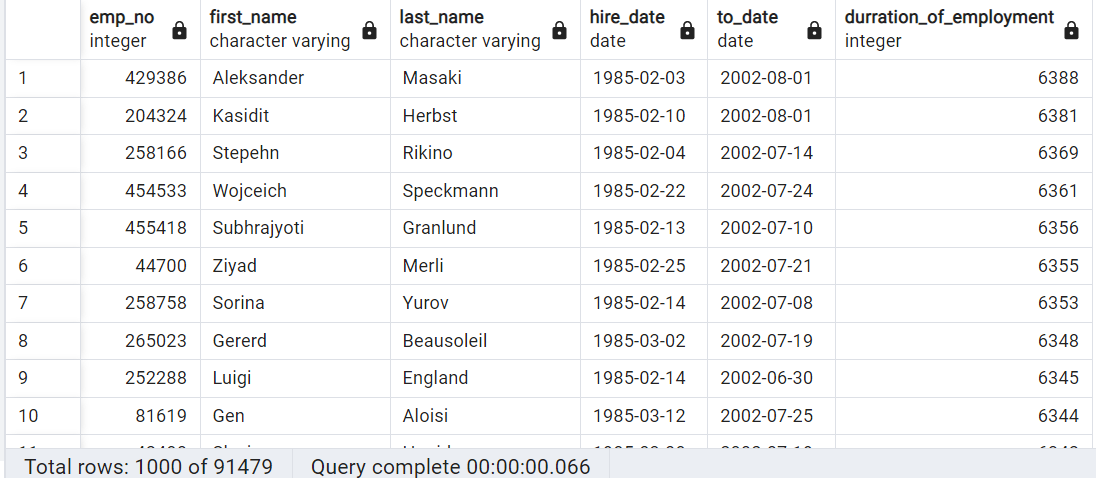 emp_no first_name last_name hire_date to_date durration_of_employment
integer character varying character varying date date integer
1 429386 Aleksander Masaki 1985-02-03 2002-08-01 6388
2 204324 Kasidit Herbst 1985-02-10 2002-08-01 6381
3 258166 Stepehn Rikino 1985-02-04 2002-07-14 6369
4 454533 Wojceich Speckmann 1985-02-22 2002-07-24 6361
5 455418 Subhrajyoti Granlund 1985-02-13 2002-07-10 6356
6 44700 Ziyad Merli 1985-02-25 2002-07-21 6355
7 258758 Sorina Yurov 1985-02-14 2002-07-08 6353
8 265023 Gererd Beausoleil 1985-03-02 2002-07-19 6348
9 252288 Luigi England 1985-02-14 2002-06-30 6345
10 81619 Gen Aloisi 1985-03-12 2002-07-25 6344
Total rows: 1000 of 91479 Query complete 00:00:00.066